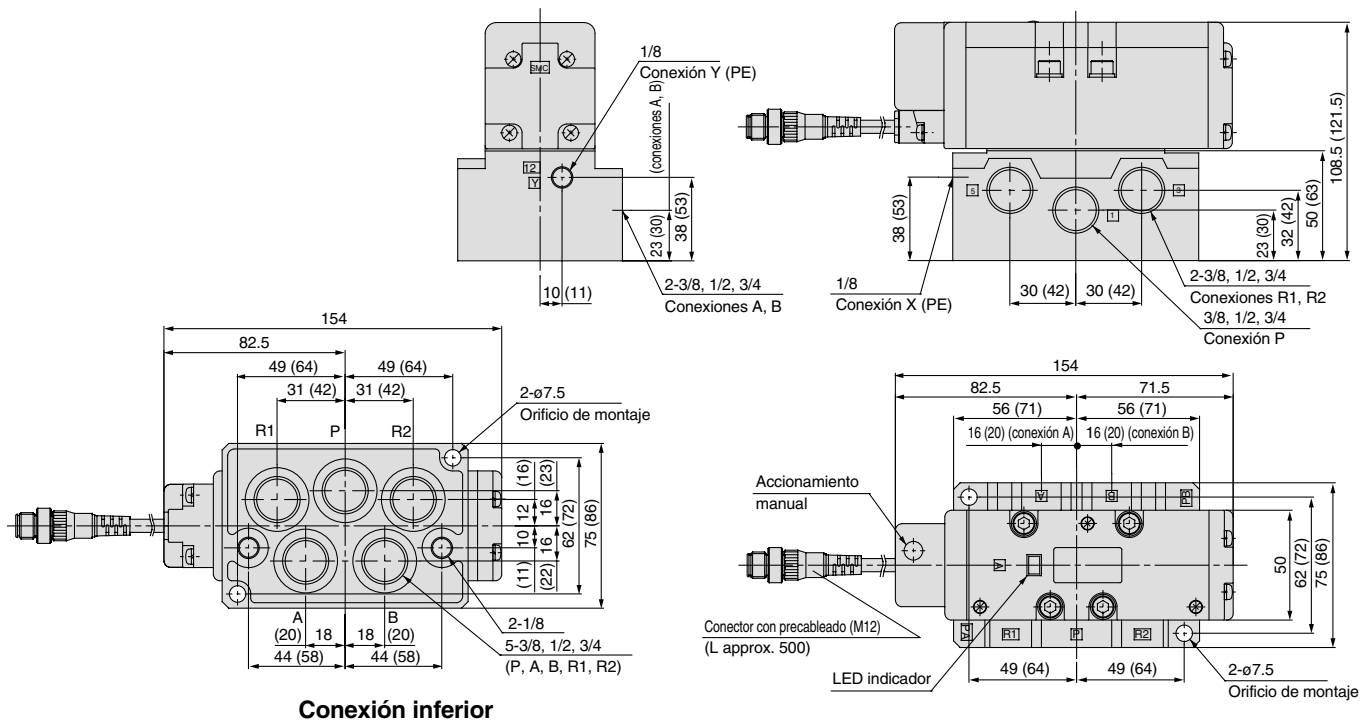 1/8
Conexión Y (PE)
SMC
12
Y
(conexiones A, B)
23 (30)
38 (53)
10 (11)
2-3/8, 1/2, 3/4
Conexiones A, B
5
3
1
38 (53)
108.5 (121.5)
50 (63)
32 (42)
23 (30)
30 (42)
30 (42)
1/8
Conexión X (PE)
2-3/8, 1/2, 3/4
Conexiones R1, R2
3/8, 1/2, 3/4
Conexión P
154
82.5
49 (64)
49 (64)
31 (42)
31 (42)
R1
P
R2
2-ø7.5
Orificio de montaje
(16)
(23)
12
16
10
16
(11)
(22)
62 (72)
75 (86)
A
B
(20)
18
18
(20)
44 (58)
44 (58)
2-1/8
5-3/8, 1/2, 3/4
(P, A, B, R1, R2)
Conexión inferior
154
82.5
71.5
56 (71)
56 (71)
16 (20) (conexión A)
16 (20) (conexión B)
Accionamiento
manual
PB
A
PA
R1
P
R2
50
62 (72)
75 (86)
Conector con precableado (M12)
(L approx. 500)
LED indicador
49 (64)
49 (64)
2-ø7.5
Orificio de montaje